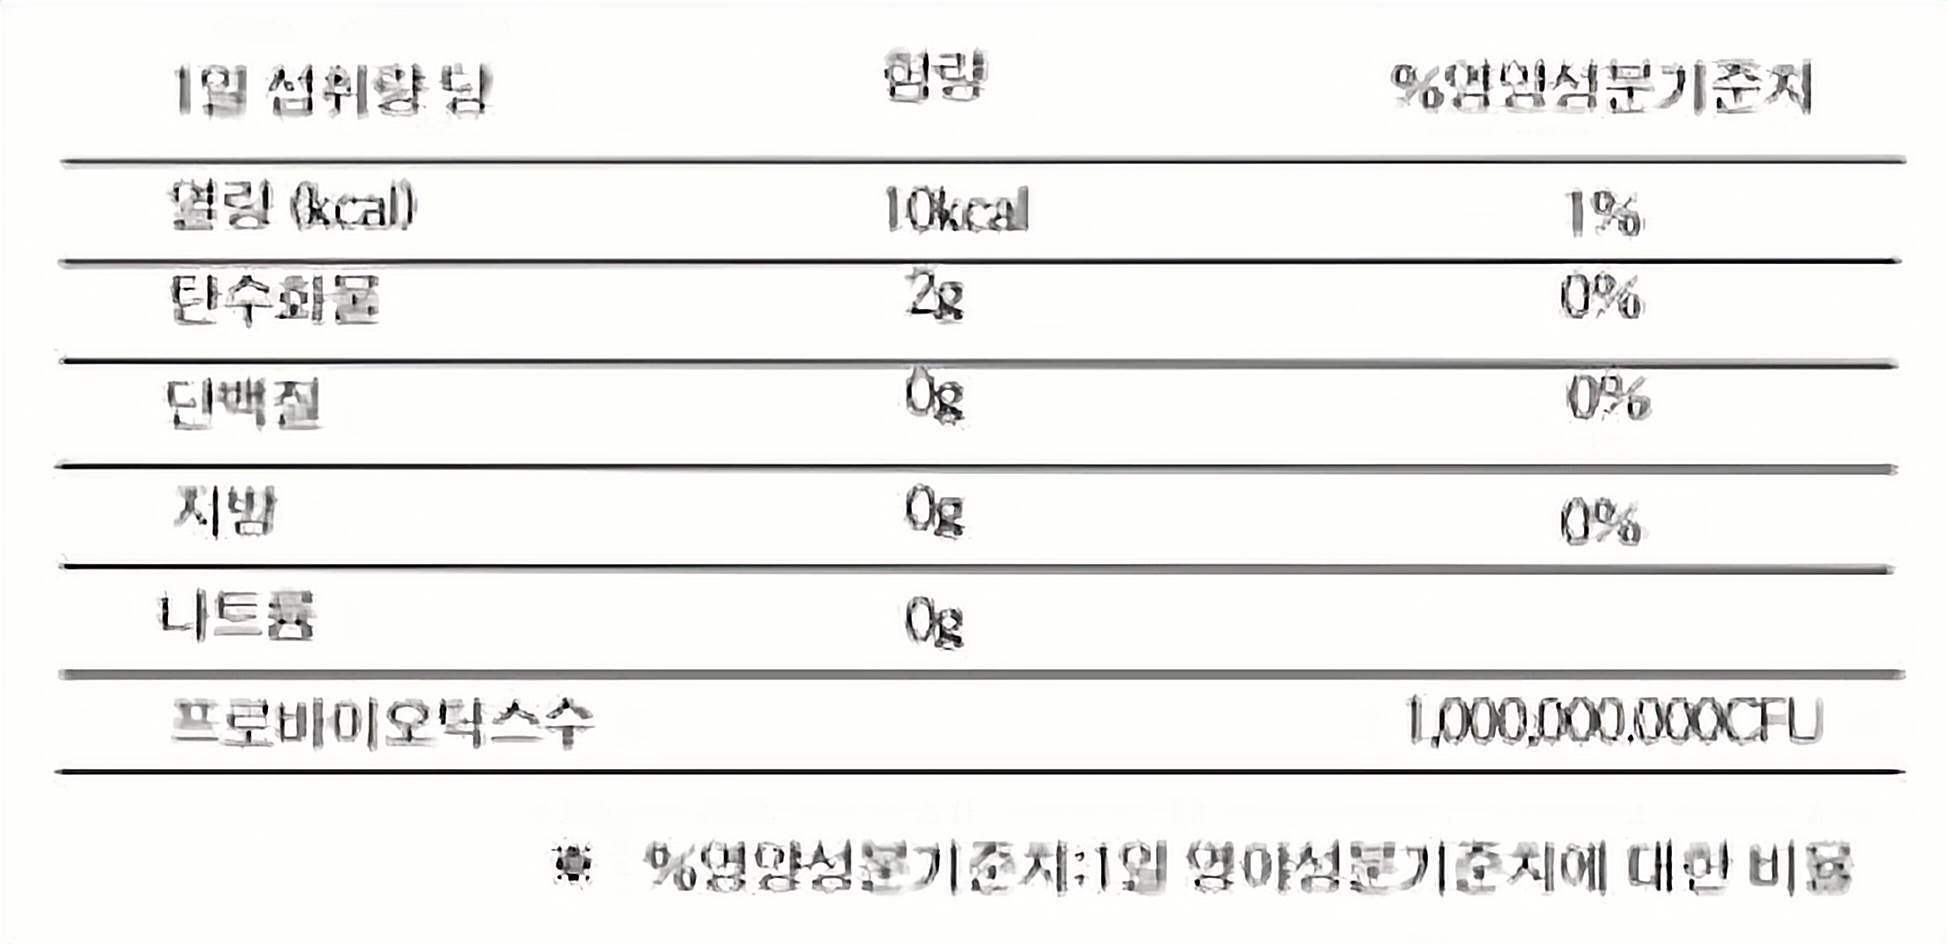 1일 섭취량 당 함량 %영양성분기준치
열량 (kcal) 10kcal 1%
탄수화물 2g 0%
단백질 0g 0%
지방 0g 0%
나트륨 0g
프로바이오틱스수 1,000,000,000CFU
※ %영양성분기준치:1일 영양성분기준치에 대한 비율